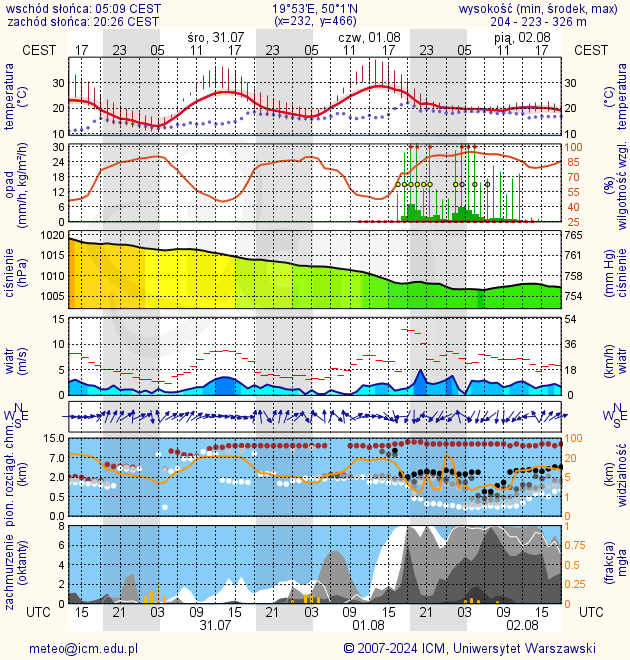 wschód słońca: 05:09 CEST 19°53'E, 50°1'N wysokość (min, środek, max)
zachód słońca: 20:26 CEST (x=232, y=466) 204 - 223 - 326 m
śro, 31.07 czw, 01.08 pią, 02.08
CEST 17 23 05 11 17 23 05 11 17 23 05 11 17 CEST
temperatura
(°C)
30
20
10
30
20
10
temperatura
(°C)
opad
(mm/h, kg/m²/h)
30
24
18
12
6
0
100
85
70
55
40
25
(%)
wilgotność wzgl.
ciśnienie
(hPa)
1020
1015
1010
1005
765
761
758
754
(mm Hg)
ciśnienie
wiatr
(m/s)
15
10
5
0
54
36
18
0
(km/h)
wiatr
N
W E
S
N
W E
S
pion. rozciągł. chm.
(km)
15.0
7.0
2.0
0.5
0.0
100
20
5
1
0
(km)
widzialność
zachmurzenie
(oktanty)
8
6
4
2
0
1
0.75
0.5
0.25
0
(frakcja)
mgła
UTC 15 21 03 09 15 21 03 09 15 21 03 09 15 UTC
31.07 01.08 02.08
meteo@icm.edu.pl © 2007-2024 ICM, Uniwersytet Warszawski